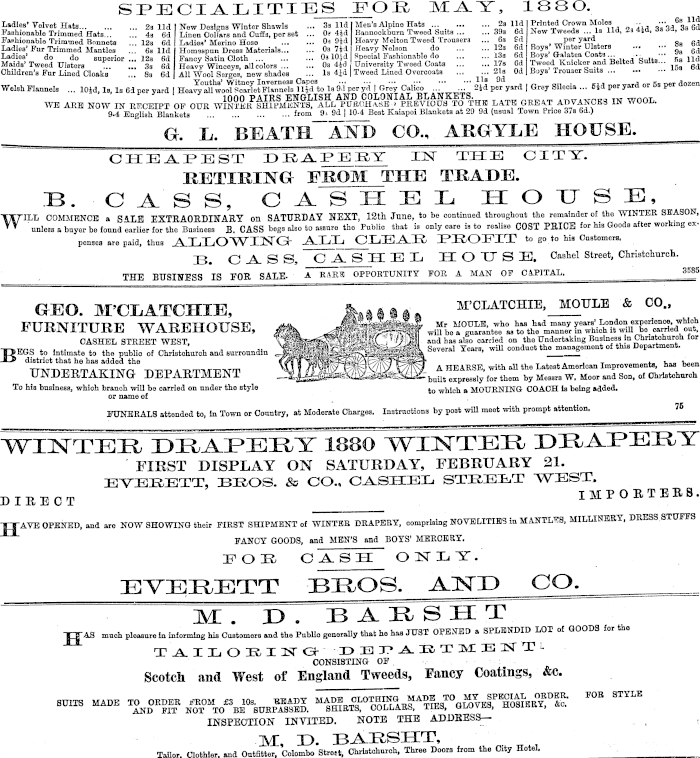 SPECIALITIES FOR MAY, 1880.
Ladies' Velvet Hats... ... 2s 11d
Fashionable Trimmed Hats... ... 4s 6d
Fashionable Trimmed Bonnets ... 12s 6d
Ladies' Fur Trimmed Mantles ... 10s 6d
Ladies' do do superior ... 12s 6d
Maids' Tweed Ulsters ... 3s 6d
Children's Fur Lined Cloaks ... 8s 6d
New Designs Winter Shawls ... 3s 11d
Linen Collars and Cuffs, per set ... 0s 4½d
Ladies' Merino Hose ... ... 0s 9½d
Homespun Dress Materials... ... 0s 7½d
Fancy Satin Cloth ... ... 0s 10½d
Heavy Winceys, all colors ... ... 0s 4½d
All Wool Serges, new shades ... 1s 4½d
Men's Alpine Hats ... ... 2s 11d
Bannockburn Tweed Suits ... ... 39s 6d
Heavy Melton Tweed Trousers 6s 9d
Heavy Nelson do ... 12s 6d
Special Fashionable do ... 13s 6d
University Tweed Coats ... 17s 6d
Tweed Lined Overcoats ... 21s 0d
Printed Crown Moles ... 6s 11d
New Tweeds ... 1s 11d, 2s 4½d, 3s 3d, 3s 6d
per yard
Boys' Winter Ulsters ... 8s 6d
Boys' Galatea Coats ... ... 9s 6d
Tweed Knicker and Belted Suits... 5s 11d
Boys' Trouser Suits ... ... 15s 6d
Youths' Witney Inverness Capes ... ... 11s 9d
Welsh Flannels ... 10½d, 1s, 1s 6d per yard | Heavy all wool Scarlet Flannels 11½d to 1s 9d per yard | Grey Calico ... 2½d per yard | Grey Silecia ... 5½d per yard or 5s per dozen
1000 PAIRS ENGLISH AND COLONIAL BLANKETS.
WE ARE NOW IN RECEIPT OF OUR WINTER SHIPMENTS, ALL PURCHASED PREVIOUS TO THE LATE GREAT ADVANCES IN WOOL.
9-4 English Blankets ... ... ... ... from 9s 9d | 10-4 Best Kaiapoi Blankets at 29 9d (usual Town Price 37s 6d.)
G. L. BEATH AND CO., ARGYLE HOUSE.
CHEAPEST DRAPERY IN THE CITY.
RETIRING FROM THE TRADE.
B. CASS, CASHEL HOUSE,
WILL COMMENCE a SALE EXTRAORDINARY on SATURDAY NEXT, 12th June, to be continued throughout the remainder of the WINTER SEASON,
unless a buyer be found earlier for the Business B. CASS begs also to assure the Public that is only care is to realise COST PRICE for his Goods after working ex-
penses are paid, thus ALLOWING ALL CLEAR PROFIT to go to his Customers.
B. CASS, CASHEL HOUSE, Cashel Street, Christchurch.
THE BUSINESS IS FOR SALE. A RARE OPPORTUNITY FOR A MAN OF CAPITAL. 3585
GEO. M'CLATCHIE,
FURNITURE WAREHOUSE,
CASHEL STREET WEST,
BEGS to intimate to the public of Christchurch and surroundin
district that he has added the
UNDERTAKING DEPARTMENT
To his business, which branch will be carried on under the style
or name of
M'CLATCHIE, MOULE & CO.,
Mr MOULE, who has had many years' London experience, which
will be a guarantee as to the manner in which it will be carried out,
and has also carried on the Undertaking Business in Christchurch for
Several Years, will conduct the management of this Department.
A HEARSE, with all the Latest American Improvements, has been
built expressly for them by Messrs W. Moor and Son, of Christchurch
to which a MOURNING COACH is being added.
FUNERALS attended to, in Town or Country, at Moderate Charges. Instructions by post will meet with prompt attention. 75
WINTER DRAPERY 1880 WINTER DRAPERY
FIRST DISPLAY ON SATURDAY, FEBRUARY 21.
EVERETT, BROS. & CO., CASHEL STREET WEST.
DIRECT IMPORTERS.
HAVE OPENED, and are NOW SHOWING their FIRST SHIPMENT of WINTER DRAPERY, comprising NOVELITIES in MANTLES, MILLINERY, DRESS STUFFS
FANCY GOODS, and MEN'S and BOYS' MERCERY.
FOR CASH ONLY.
EVERETT BROS. AND CO.
M. D. BARSHT
HAS much pleasure in informing his Customers and the Public generally that he has JUST OPENED a SPLENDID LOT of GOODS for the
TAILORING DEPARTMENT
CONSISTING OF
Scotch and West of England Tweeds, Fancy Coatings, &c.
SUITS MADE TO ORDER FROM £3 10s. READY MADE CLOTHING MADE TO MY SPECIAL ORDER. FOR STYLE
AND FIT NOT TO BE SURPASSED. SHIRTS, COLLARS, TIES, GLOVES, HOSIERY, &c.
INSPECTION INVITED. NOTE THE ADDRESS—
M. D. BARSHT,
Tailor, Clothier, and Outfitter, Colombo Street, Christchurch, Three Doors from the City Hotel.